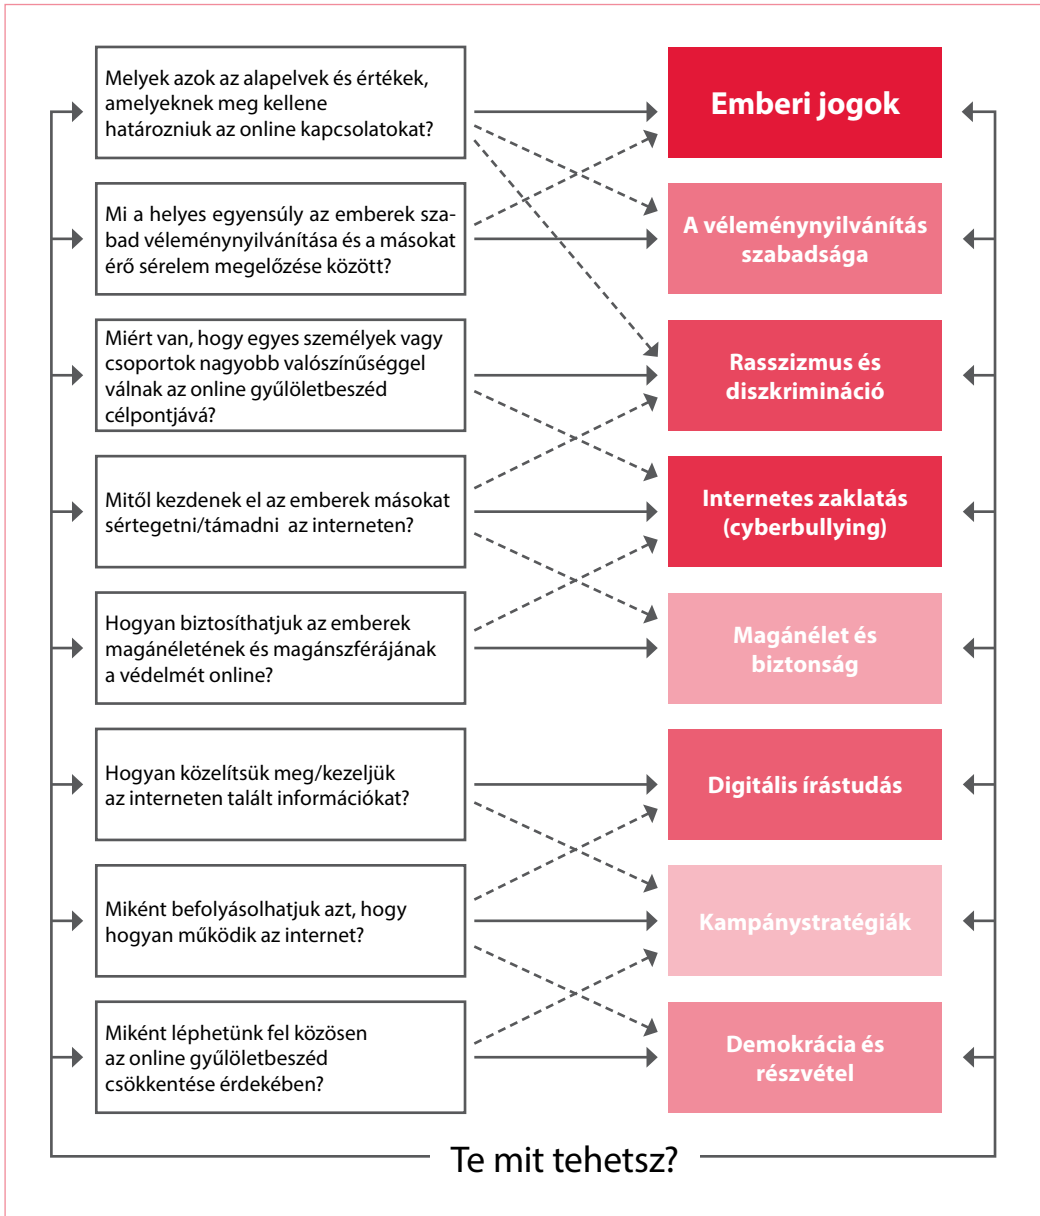 Melyek azok az alapelvek és értékek,
amelyeknek meg kellene
határozniuk az online kapcsolatokat?
Emberi jogok
Mi a helyes egyensúly az emberek sza-
bad véleménynyilvánítása és a másokat
érő sérelem megelőzése között?
A véleménynyilvánítás
szabadsága
Miért van, hogy egyes személyek vagy
csoportok nagyobb valószínűséggel
válnak az online gyűlöletbeszéd
célpontjává?
Rasszizmus és
diszkrimináció
Mitől kezdenek el az emberek másokat
sértegetni/támadni az interneten?
Internetes zaklatás
(cyberbullying)
Hogyan biztosíthatjuk az emberek
magánéletének és magánszférájának
a védelmét online?
Magánélet és
biztonság
Hogyan közelítsük meg/kezeljük
az interneten talált információkat?
Digitális írástudás
Miként befolyásolhatjuk azt, hogy
hogyan működik az internet?
Kampánystratégiák
Miként léphetünk fel közösen
az online gyűlöletbeszéd
csökkentése érdekében?
Demokrácia és
részvétel
Te mit tehetsz?